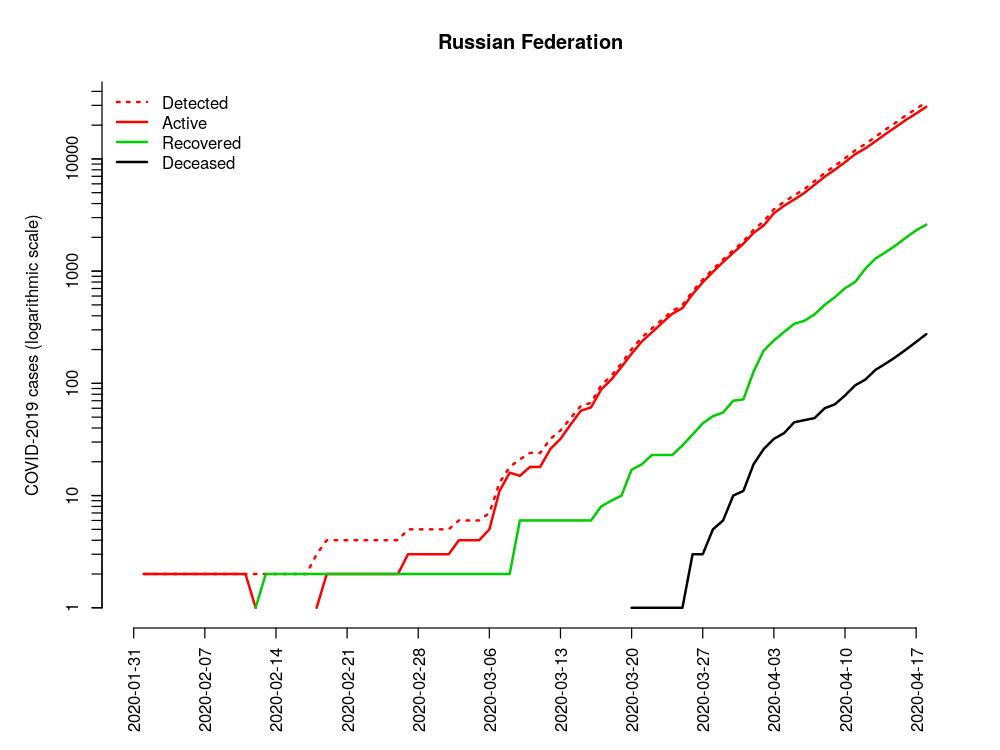 Russian Federation
Detected
Active
Recovered
Deceased
COVID-2019 cases (logarithmic scale)
10000
1000
100
10
1
2020-01-31
2020-02-07
2020-02-14
2020-02-21
2020-02-28
2020-03-06
2020-03-13
2020-03-20
2020-03-27
2020-04-03
2020-04-10
2020-04-17